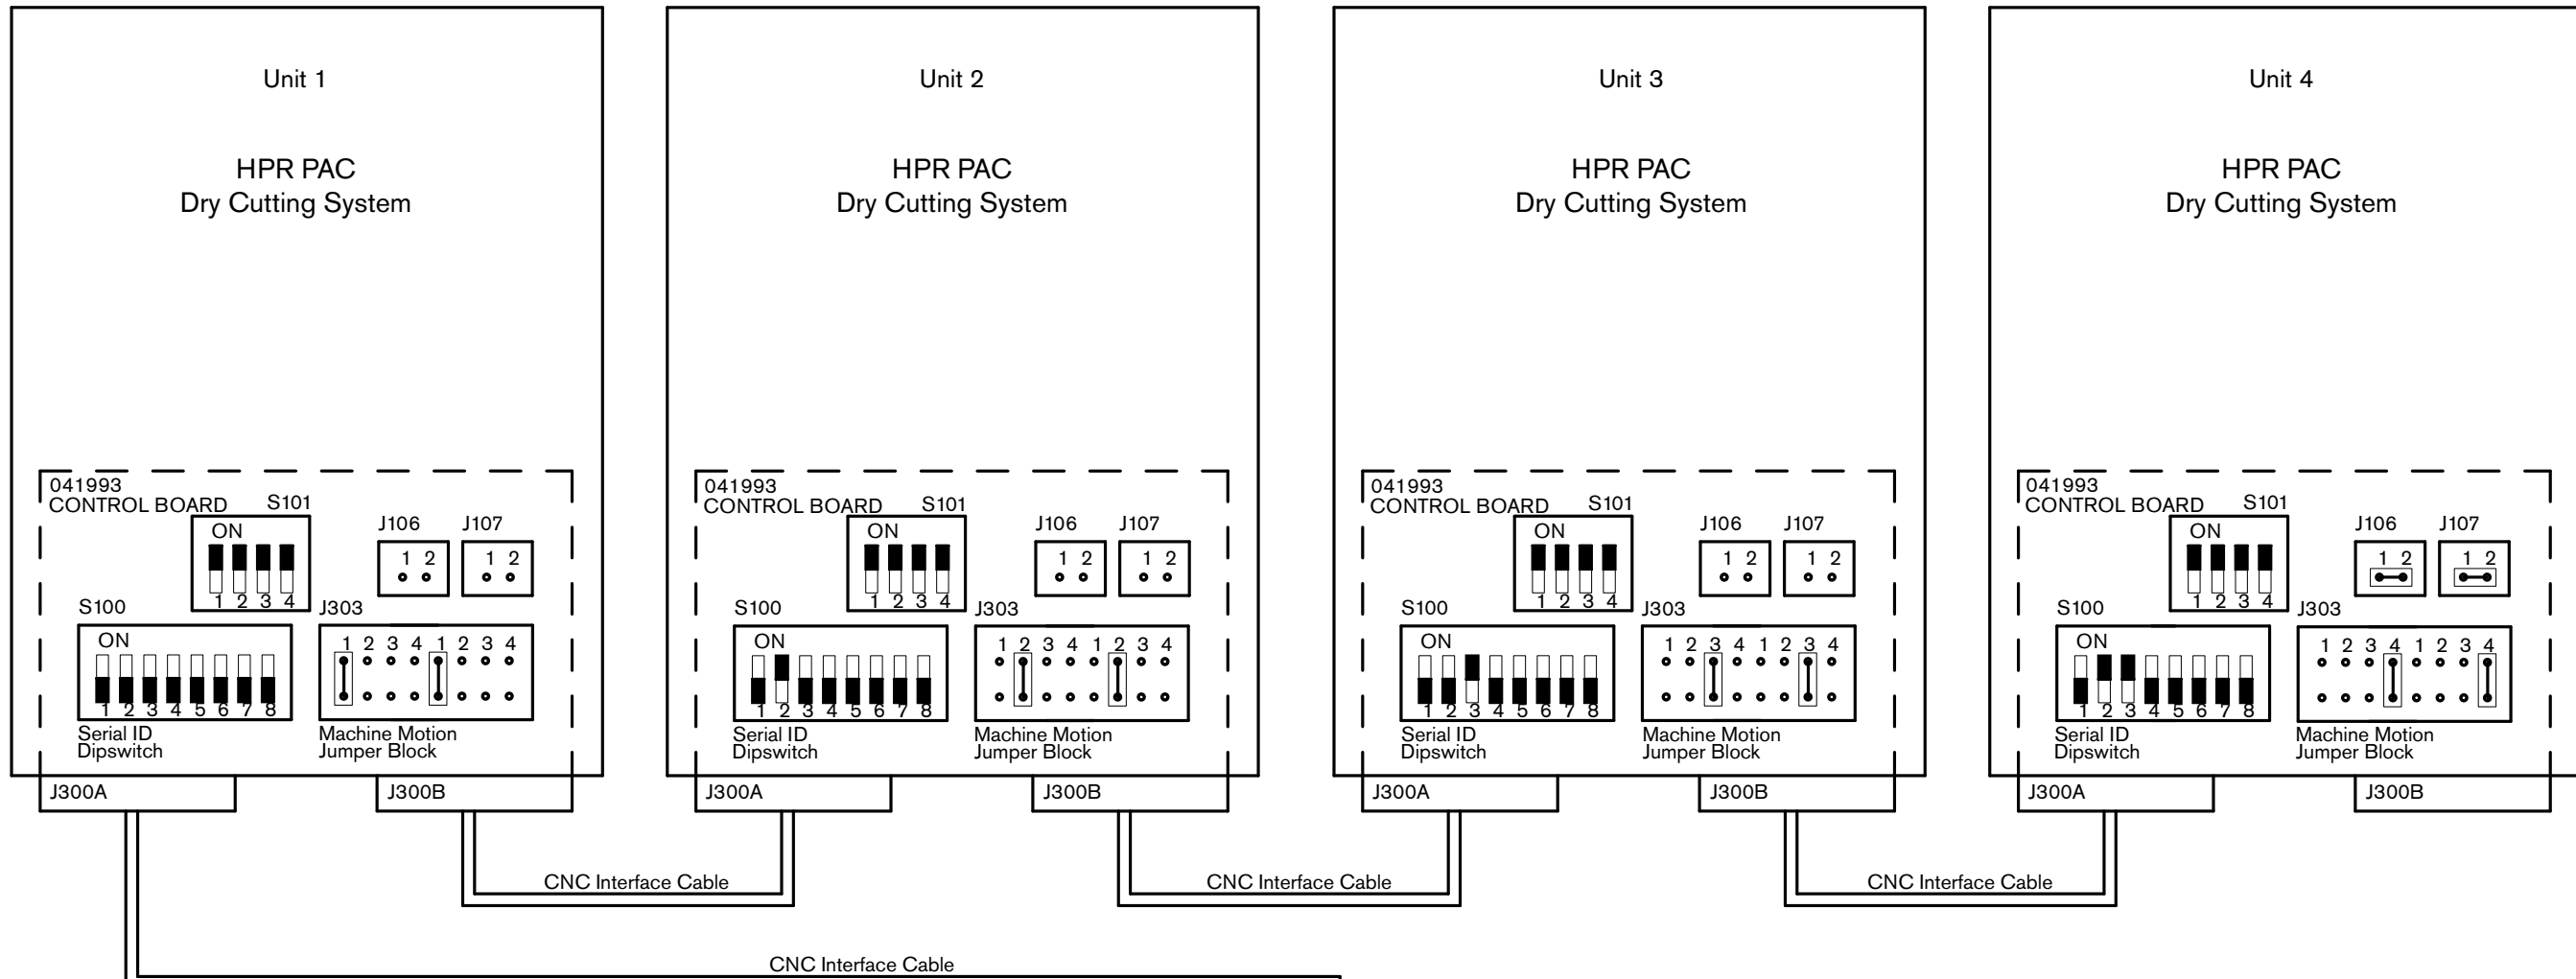 Unit 1
HPR PAC
Dry Cutting System
041993
CONTROL BOARD
S101
ON
1 2 3 4
J106
1 2
J107
1 2
S100
ON
1 2 3 4 5 6 7 8
Serial ID
Dipswitch
J303
1 2 3 4 1 2 3 4
Machine Motion
Jumper Block
J300A
J300B
Unit 2
HPR PAC
Dry Cutting System
041993
CONTROL BOARD
S101
ON
1 2 3 4
J106
1 2
J107
1 2
S100
ON
1 2 3 4 5 6 7 8
Serial ID
Dipswitch
J303
1 2 3 4 1 2 3 4
Machine Motion
Jumper Block
J300A
J300B
Unit 3
HPR PAC
Dry Cutting System
041993
CONTROL BOARD
S101
ON
1 2 3 4
J106
1 2
J107
1 2
S100
ON
1 2 3 4 5 6 7 8
Serial ID
Dipswitch
J303
1 2 3 4 1 2 3 4
Machine Motion
Jumper Block
J300A
J300B
Unit 4
HPR PAC
Dry Cutting System
041993
CONTROL BOARD
S101
ON
1 2 3 4
J106
1 2
J107
1 2
S100
ON
1 2 3 4 5 6 7 8
Serial ID
Dipswitch
J303
1 2 3 4 1 2 3 4
Machine Motion
Jumper Block
J300A
J300B
CNC Interface Cable
CNC Interface Cable
CNC Interface Cable
CNC Interface Cable